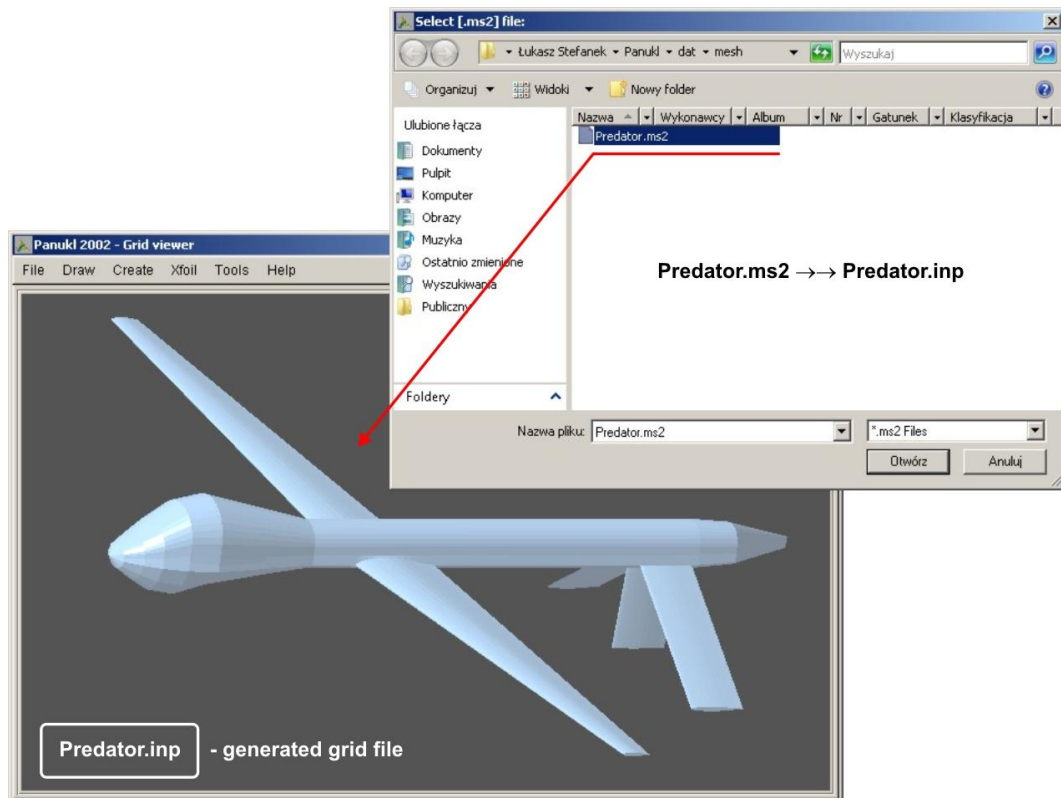 Select [.ms2] file:
Łukasz Stefanek Panukl dat mesh
Wyszukaj
Organizuj Widoki Nowy folder
Ulubione łącza
Dokumenty
Pulpit
Komputer
Obrazy
Muzyka
Ostatnio zmienione
Wyszukiwania
Publiczny
Foldery
Nazwa Wykonawcy Album Nr Gatunek Klasyfikacja
Predator.ms2
Predator.ms2 →→ Predator.inp
Nazwa pliku: Predator.ms2 *.ms2 Files
Otwórz Anuluj
Panukl 2002 - Grid viewer
File Draw Create Xfoil Tools Help
Predator.inp - generated grid file